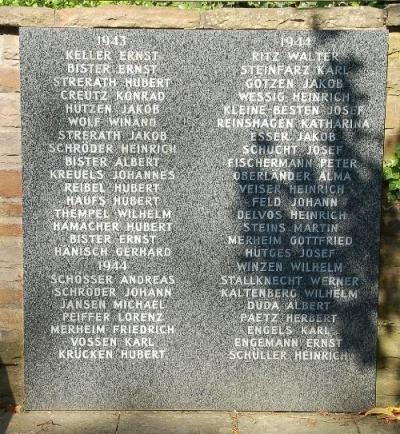 1943
KELLER ERNST
BISTER ERNST
STRERATH HUBERT
CREUTZ KONRAD
HÜTZEN JAKOB
WOLF WINAND
STRERATH JAKOB
SCHRÖDER HEINRICH
BISTER ALBERT
KREUELS JOHANNES
REIBEL HUBERT
HAUFS HUBERT
THEMPEL WILHELM
HAMACHER HUBERT
BISTER ERNST
HÄNISCH GERHARD
1944
SCHOSSER ANDREAS
SCHRÖDER JOHANN
JANSEN MICHAEL
PEIFFER LORENZ
MERHEIM FRIEDRICH
VOSSEN KARL
KRÜCKEN HUBERT
1944
RITZ WALTER
STEINFARZ KARL
GÖTZEN JAKOB
WESSIG HEINRICH
KLEINE-BESTEN JOSEF
REINSHAGEN KATHARINA
ESSER JAKOB
SCHUCHT JOSEF
FISCHERMANN PETER
OBERLÄNDER ALMA
VEISER HEINRICH
FELD JOHANN
DELVOS HEINRICH
STEINS MARTIN
MERHEIM GOTTFRIED
HÜTGES JOSEF
WINZEN WILHELM
STALLKNECHT WERNER
KALTENBERG WILHELM
DUDA ALBERT
PAETZ HERBERT
ENGELS KARL
ENGEMANN ERNST
SCHÜLLER HEINRICH